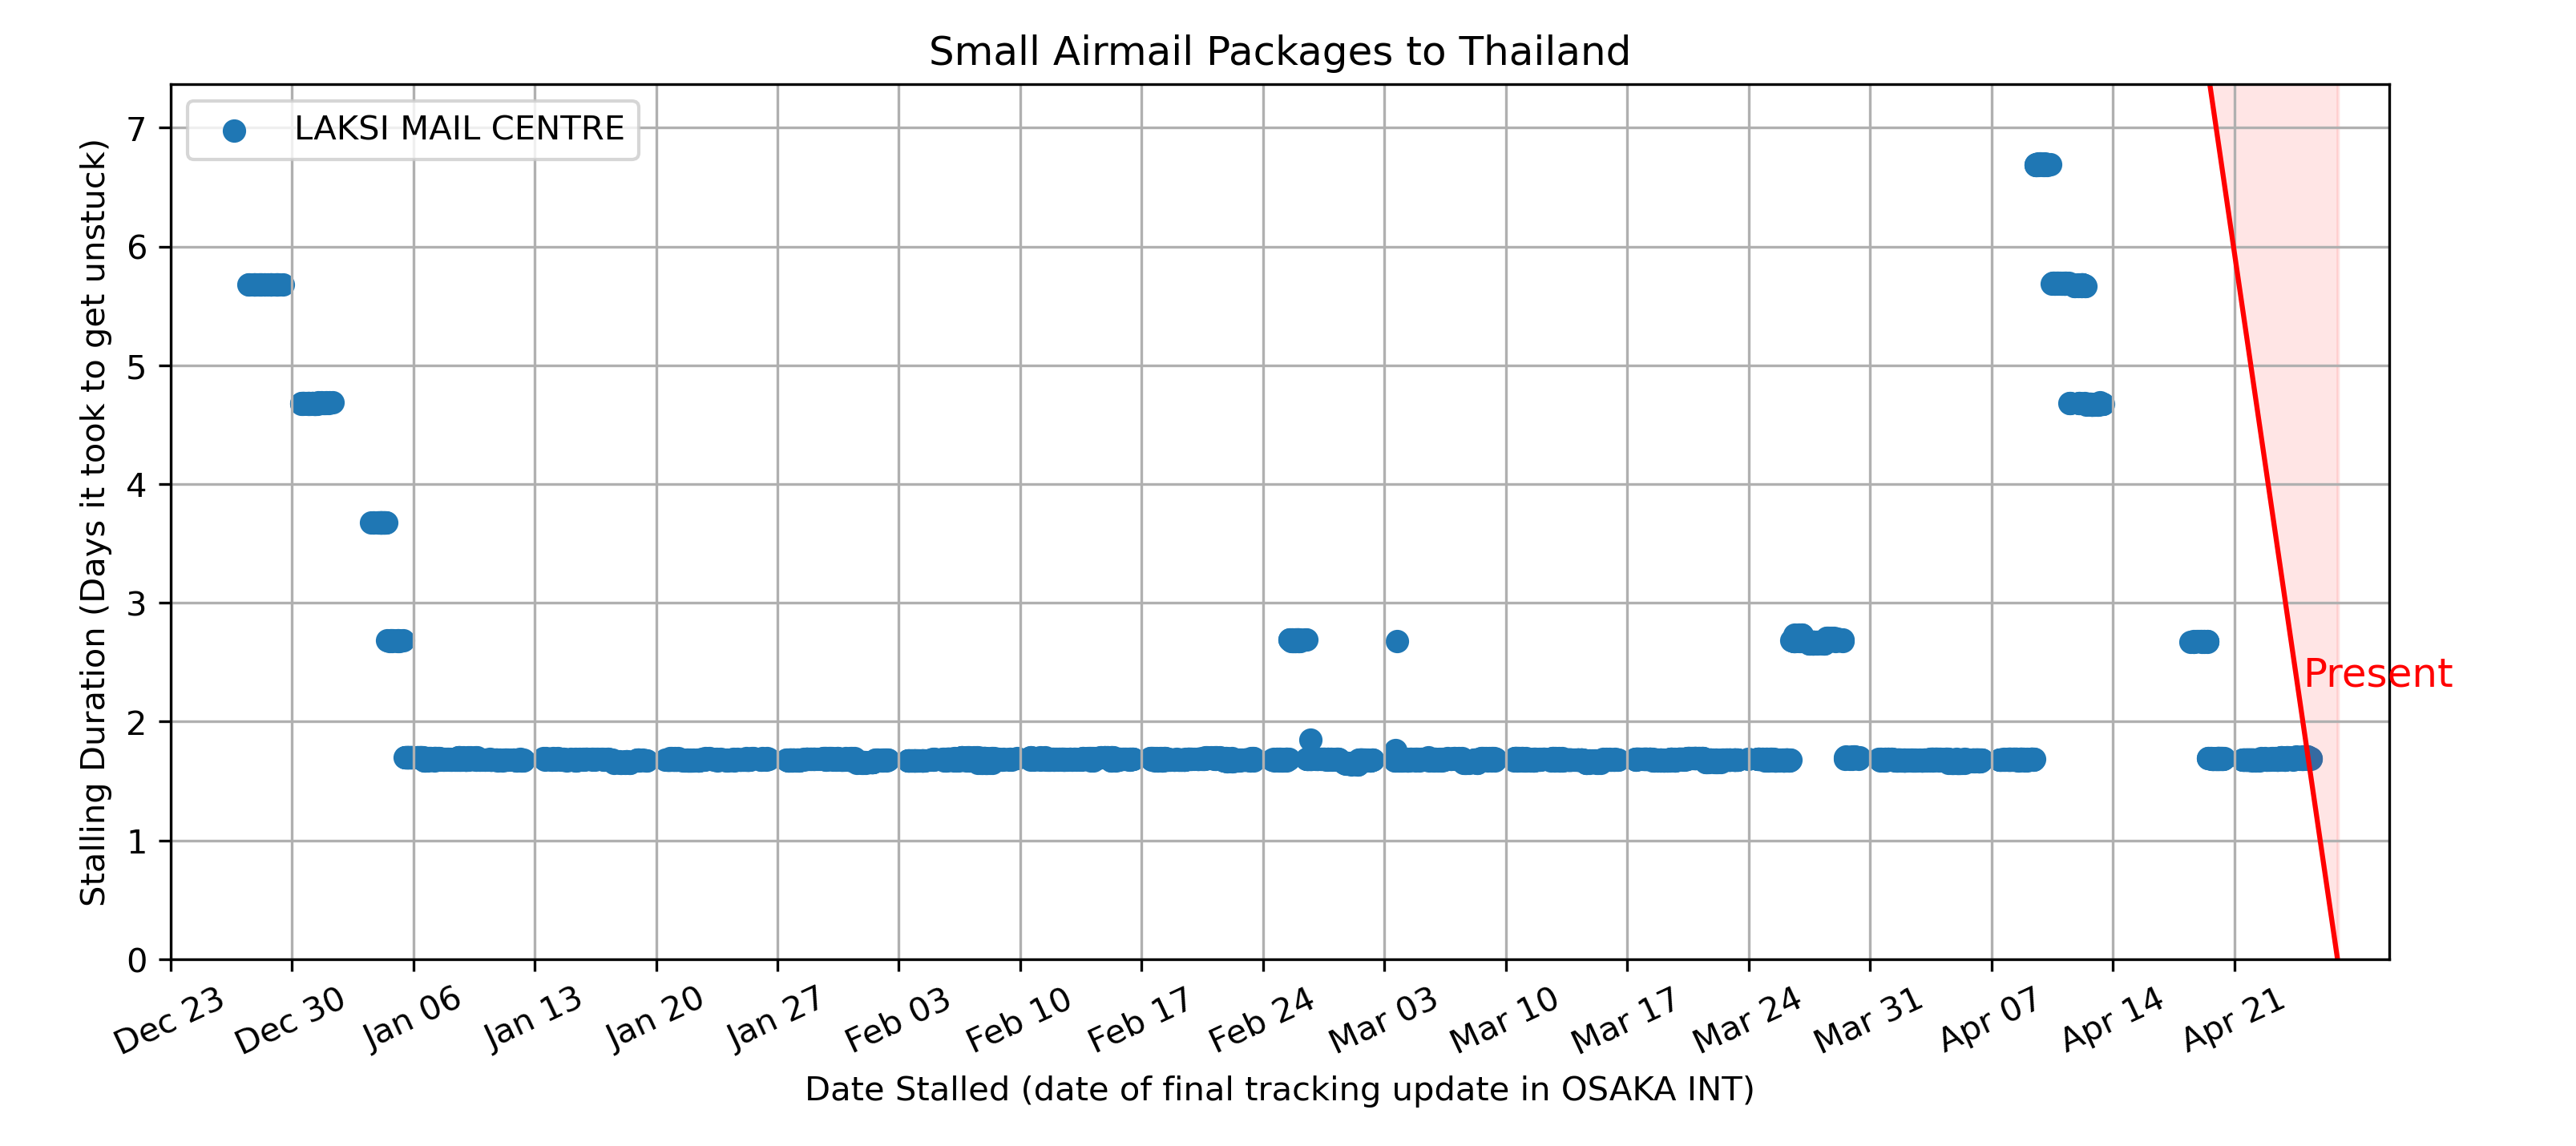 Small Airmail Packages to Thailand
LAKSI MAIL CENTRE
Stalling Duration (Days it took to get unstuck)
7
6
5
4
3
2
1
0
Present
Dec 23 Dec 30 Jan 06 Jan 13 Jan 20 Jan 27 Feb 03 Feb 10 Feb 17 Feb 24 Mar 03 Mar 10 Mar 17 Mar 24 Mar 31 Apr 07 Apr 14 Apr 21
Date Stalled (date of final tracking update in OSAKA INT)